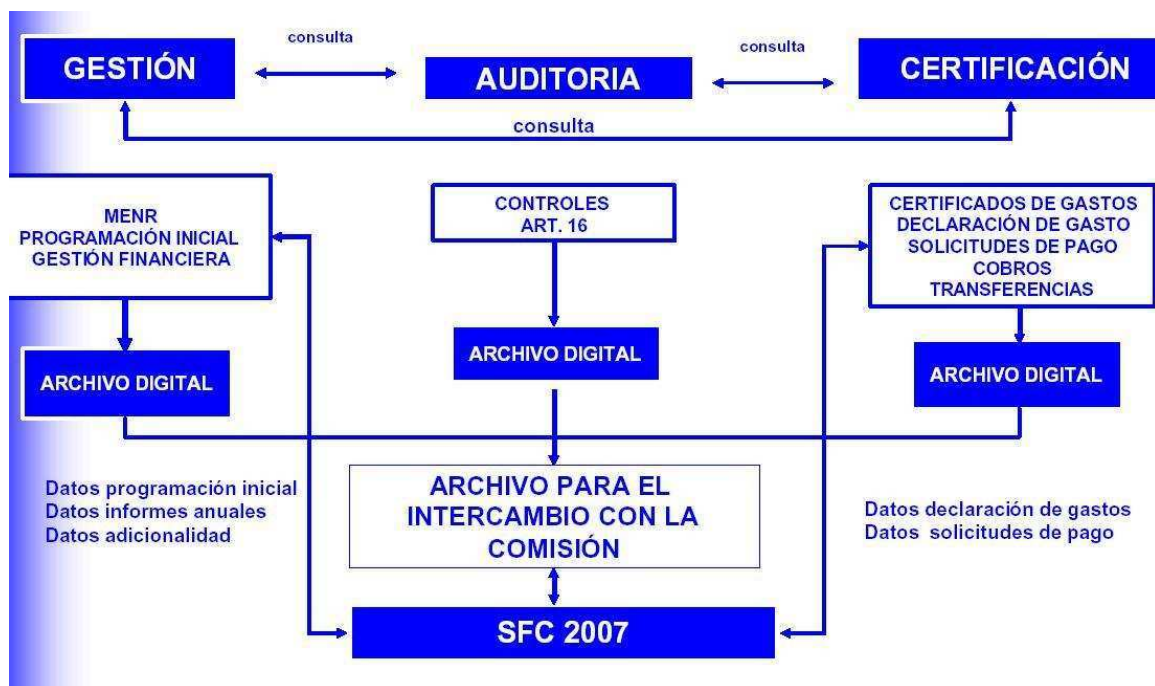 consulta
consulta
GESTIÓN
AUDITORIA
CERTIFICACIÓN
consulta
MENR
PROGRAMACIÓN INICIAL
GESTIÓN FINANCIERA
CONTROLES
ART. 16
CERTIFICADOS DE GASTOS
DECLARACIÓN DE GASTO
SOLICITUDES DE PAGO
COBROS
TRANSFERENCIAS
ARCHIVO DIGITAL
ARCHIVO DIGITAL
ARCHIVO DIGITAL
Datos programación inicial
Datos informes anuales
Datos adicionalidad
ARCHIVO PARA EL
INTERCAMBIO CON LA
COMISIÓN
Datos declaración de gastos
Datos solicitudes de pago
SFC 2007